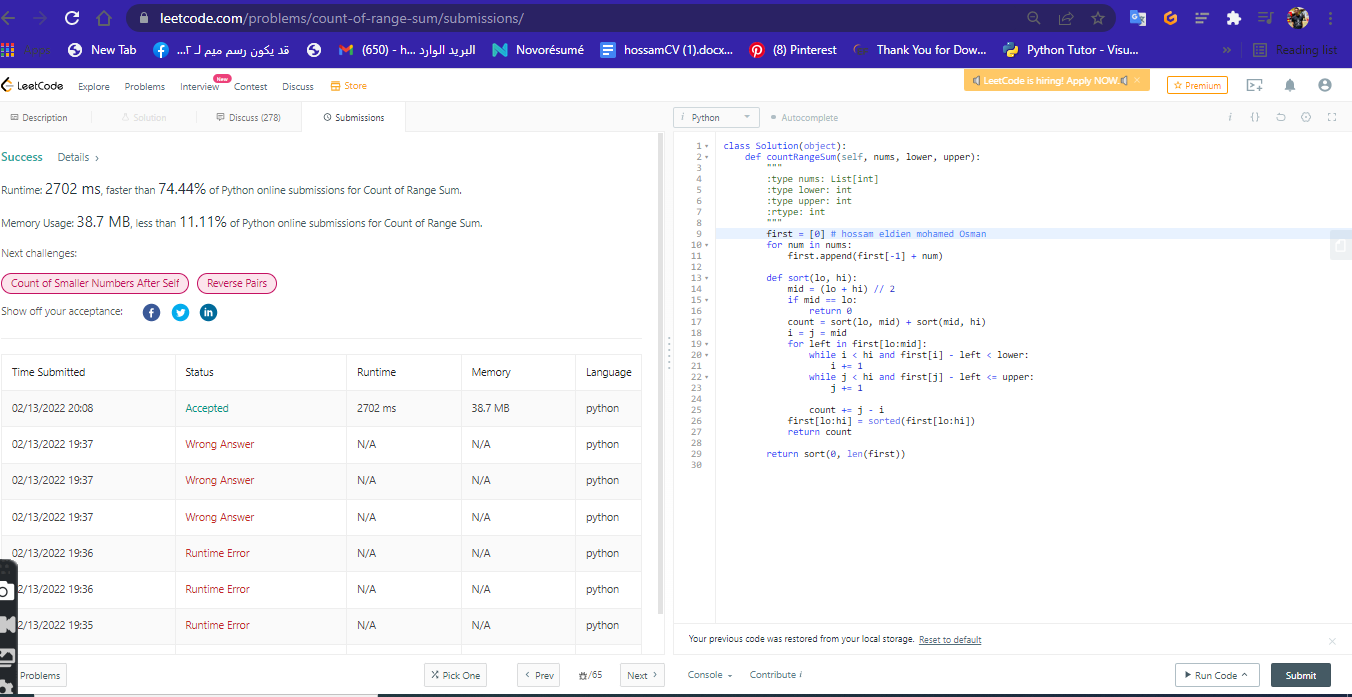 leetcode.com/problems/count-of-range-sum/submissions/
Apps New Tab قد يكون رسم ميم لـ ٢... (650) البريد الوارد - h... Novorésumé hossamCV (1).docx... (8) Pinterest Thank You for Dow... Python Tutor - Visu... » Reading list
LeetCode Explore Problems Interview New Contest Discuss Store LeetCode is hiring! Apply NOW. × Premium
Description Solution Discuss (278) Submissions
i Python Autocomplete
Success Details ›
Runtime: 2702 ms, faster than 74.44% of Python online submissions for Count of Range Sum.
Memory Usage: 38.7 MB, less than 11.11% of Python online submissions for Count of Range Sum.
Next challenges:
Count of Smaller Numbers After Self Reverse Pairs
Show off your acceptance:
Time Submitted Status Runtime Memory Language
02/13/2022 20:08 Accepted 2702 ms 38.7 MB python
02/13/2022 19:37 Wrong Answer N/A N/A python
02/13/2022 19:37 Wrong Answer N/A N/A python
02/13/2022 19:37 Wrong Answer N/A N/A python
02/13/2022 19:36 Runtime Error N/A N/A python
2/13/2022 19:36 Runtime Error N/A N/A python
2/13/2022 19:35 Runtime Error N/A N/A python
Problems Pick One ‹ Prev /65 Next ›
1 class Solution(object):
2 def countRangeSum(self, nums, lower, upper):
3 """
4 :type nums: List[int]
5 :type lower: int
6 :type upper: int
7 :rtype: int
8 """
9 first = [0] # hossam eldien mohamed Osman
10 for num in nums:
11 first.append(first[-1] + num)
12
13 def sort(lo, hi):
14 mid = (lo + hi) // 2
15 if mid == lo:
16 return 0
17 count = sort(lo, mid) + sort(mid, hi)
18 i = j = mid
19 for left in first[lo:mid]:
20 while i < hi and first[i] - left < lower:
21 i += 1
22 while j < hi and first[j] - left <= upper:
23 j += 1
24
25 count += j - i
26 first[lo:hi] = sorted(first[lo:hi])
27 return count
28
29 return sort(0, len(first))
30
Your previous code was restored from your local storage. Reset to default
Console Contribute i Run Code Submit